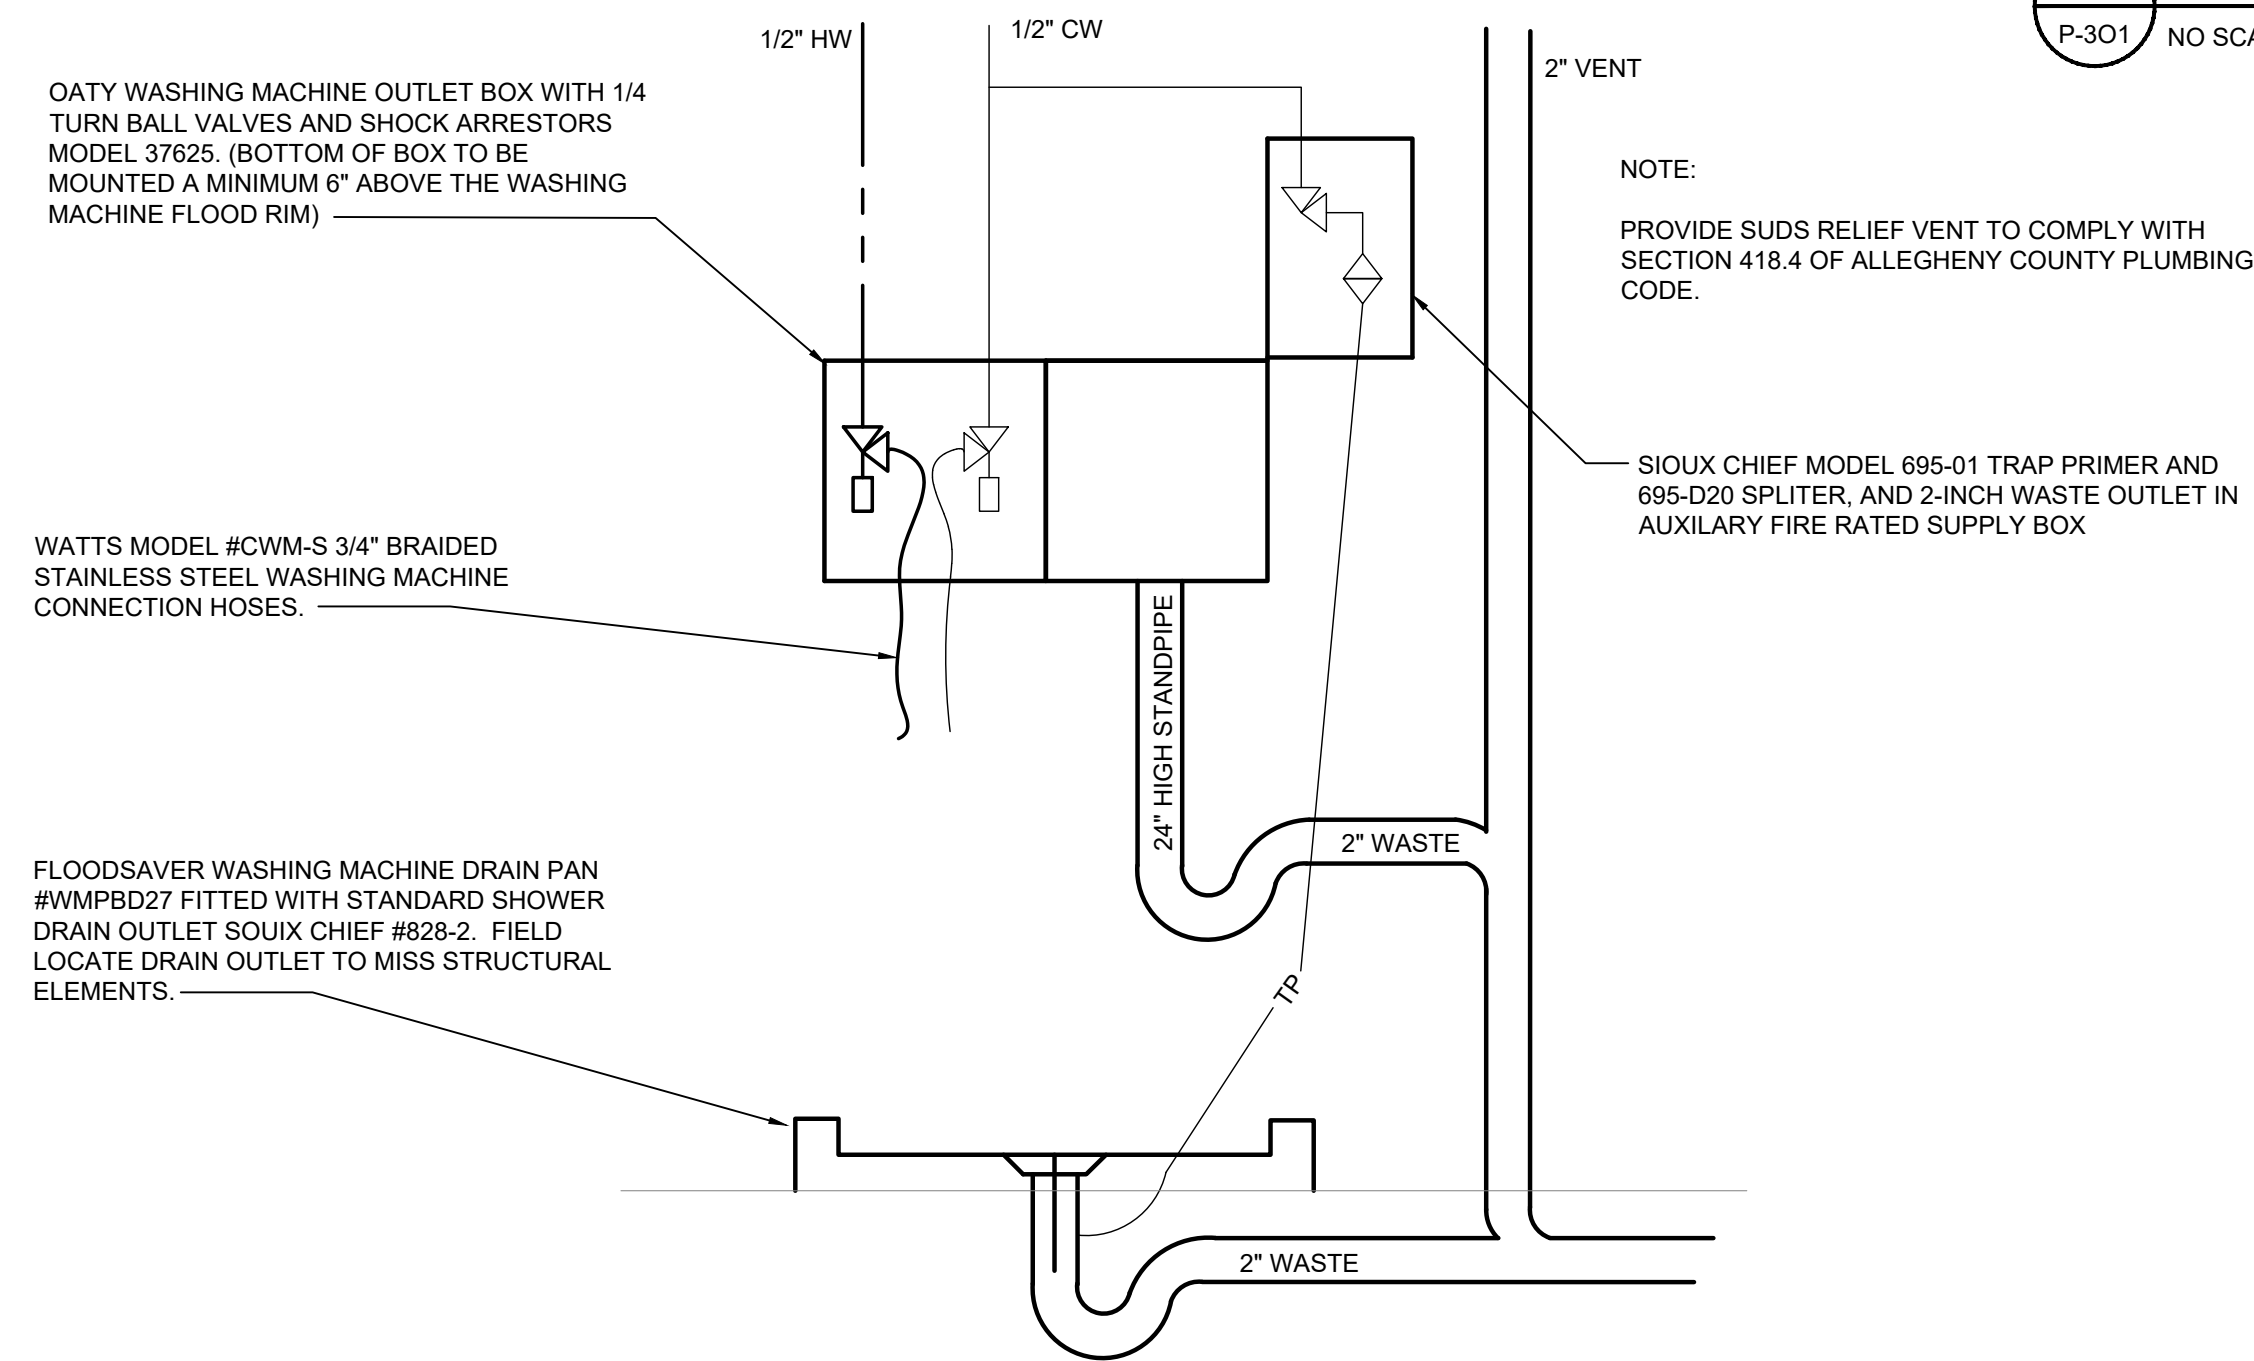 1/2" HW
1/2" CW
2" VENT
P-3O1
NO SCA
OATY WASHING MACHINE OUTLET BOX WITH 1/4
TURN BALL VALVES AND SHOCK ARRESTORS
MODEL 37625. (BOTTOM OF BOX TO BE
MOUNTED A MINIMUM 6" ABOVE THE WASHING
MACHINE FLOOD RIM)
NOTE:
PROVIDE SUDS RELIEF VENT TO COMPLY WITH
SECTION 418.4 OF ALLEGHENY COUNTY PLUMBING
CODE.
SIOUX CHIEF MODEL 695-01 TRAP PRIMER AND
695-D20 SPLITER, AND 2-INCH WASTE OUTLET IN
AUXILARY FIRE RATED SUPPLY BOX
WATTS MODEL #CWM-S 3/4" BRAIDED
STAINLESS STEEL WASHING MACHINE
CONNECTION HOSES.
24" HIGH STANDPIPE
2" WASTE
FLOODSAVER WASHING MACHINE DRAIN PAN
#WMPBD27 FITTED WITH STANDARD SHOWER
DRAIN OUTLET SOUIX CHIEF #828-2.  FIELD
LOCATE DRAIN OUTLET TO MISS STRUCTURAL
ELEMENTS.
TP
2" WASTE